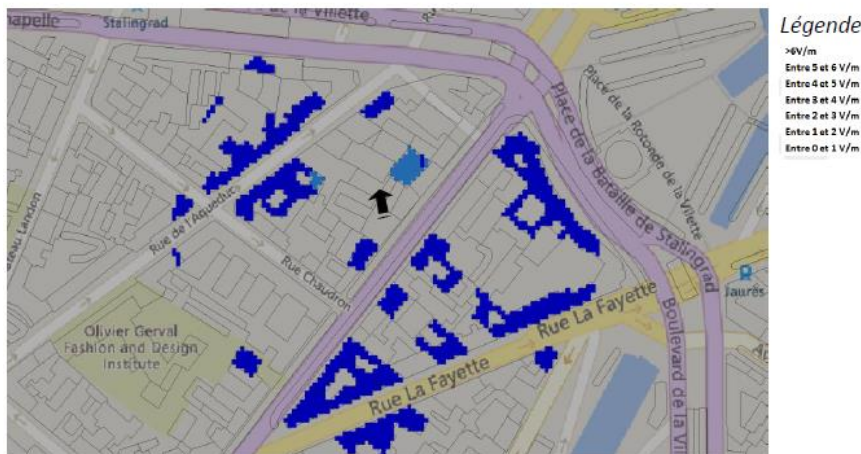 hapelle
Stalingrad
de la Villette
Légende
>6V/m
Entre 5 et 6 V/m
Entre 4 et 5 V/m
Entre 3 et 4 V/m
Entre 2 et 3 V/m
Entre 1 et 2 V/m
Entre 0 et 1 V/m
Place de la Rotonde de la Villette
Place de la Bataille de Stalingrad
Rue de l'Aqueduc
eau Landon
Rue Chaudron
Jaurès
Rue La Fayette
Olivier Gerval
Fashion and Design
Institute
Rue La Fayette
Boulevard de la Vil